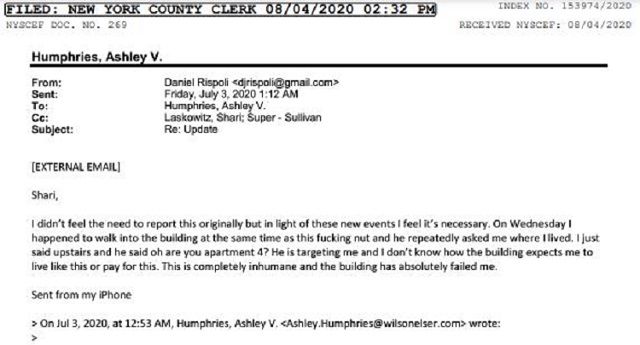 FILED: NEW YORK COUNTY CLERK 08/04/2020 02:32 PM
INDEX NO. 153974/2020
NYSCEF DOC. NO. 269
RECEIVED NYSCEF: 08/04/2020
Humphries, Ashley V.
From: Daniel Rispoli <djrispoli@gmail.com>
Sent: Friday, July 3, 2020 1:12 AM
To: Humphries, Ashley V.
Cc: Laskowitz, Shari; Super - Sullivan
Subject: Re: Update
[EXTERNAL EMAIL]
Shari,
I didn't feel the need to report this originally but in light of these new events I feel it's necessary. On Wednesday I
happened to walk into the building at the same time as this fucking nut and he repeatedly asked me where I lived. I just
said upstairs and he said oh are you apartment 4? He is targeting me and I don't know how the building expects me to
live like this or pay for this. This is completely inhumane and the building has absolutely failed me.
Sent from my iPhone
> On Jul 3, 2020, at 12:53 AM, Humphries, Ashley V. <Ashley.Humphries@wilsonelser.com> wrote:
>